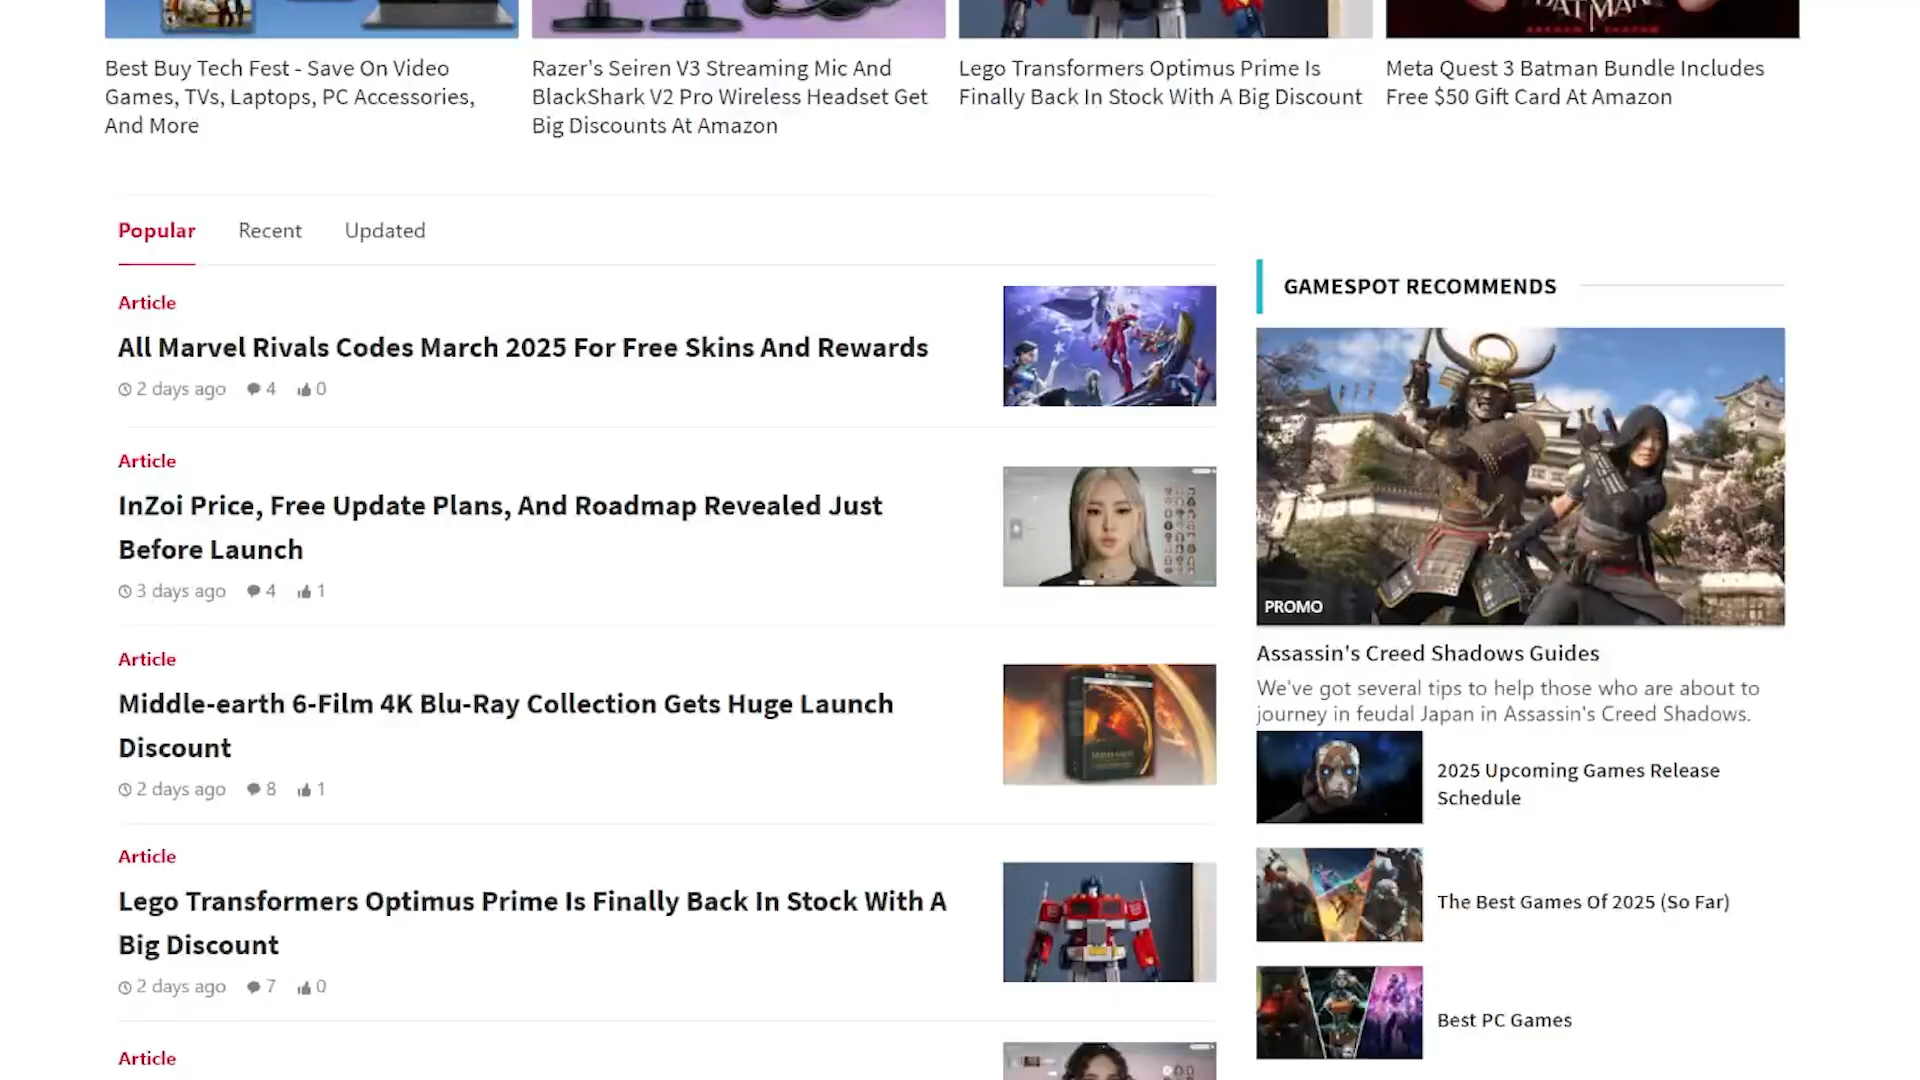 BATMAN
Best Buy Tech Fest - Save On Video
Games, TVs, Laptops, PC Accessories,
And More
Razer's Seiren V3 Streaming Mic And
BlackShark V2 Pro Wireless Headset Get
Big Discounts At Amazon
Lego Transformers Optimus Prime Is
Finally Back In Stock With A Big Discount
Meta Quest 3 Batman Bundle Includes
Free $50 Gift Card At Amazon
Popular Recent Updated
Article
All Marvel Rivals Codes March 2025 For Free Skins And Rewards
2 days ago 4 0
Article
InZoi Price, Free Update Plans, And Roadmap Revealed Just
Before Launch
3 days ago 4 1
Article
Middle-earth 6-Film 4K Blu-Ray Collection Gets Huge Launch
Discount
2 days ago 8 1
Article
Lego Transformers Optimus Prime Is Finally Back In Stock With A
Big Discount
2 days ago 7 0
Article
GAMESPOT RECOMMENDS
PROMO
Assassin's Creed Shadows Guides
We've got several tips to help those who are about to
journey in feudal Japan in Assassin's Creed Shadows.
2025 Upcoming Games Release
Schedule
The Best Games Of 2025 (So Far)
Best PC Games